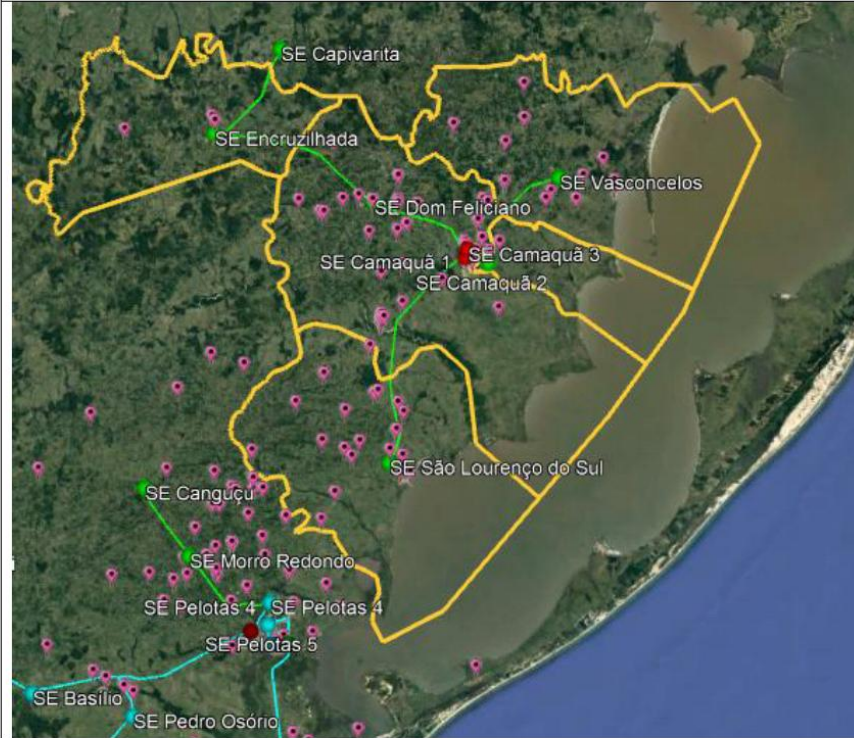 SE Capivarita
SE Encruzilhada
SE Vasconcelos
SE Dom Feliciano
SE Camaquã 1
SE Camaquã 3
SE Camaquã 2
SE São Lourenço do Sul
SE Canguçu
SE Morro Redondo
SE Pelotas 4
SE Pelotas 4
SE Pelotas 5
SE Basílio
SE Pedro Osório